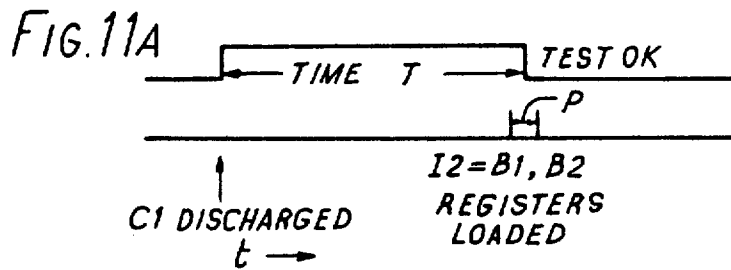 FIG.11A
TIME T
TEST OK
P
I2=B1, B2
REGISTERS
LOADED
C1 DISCHARGED
t